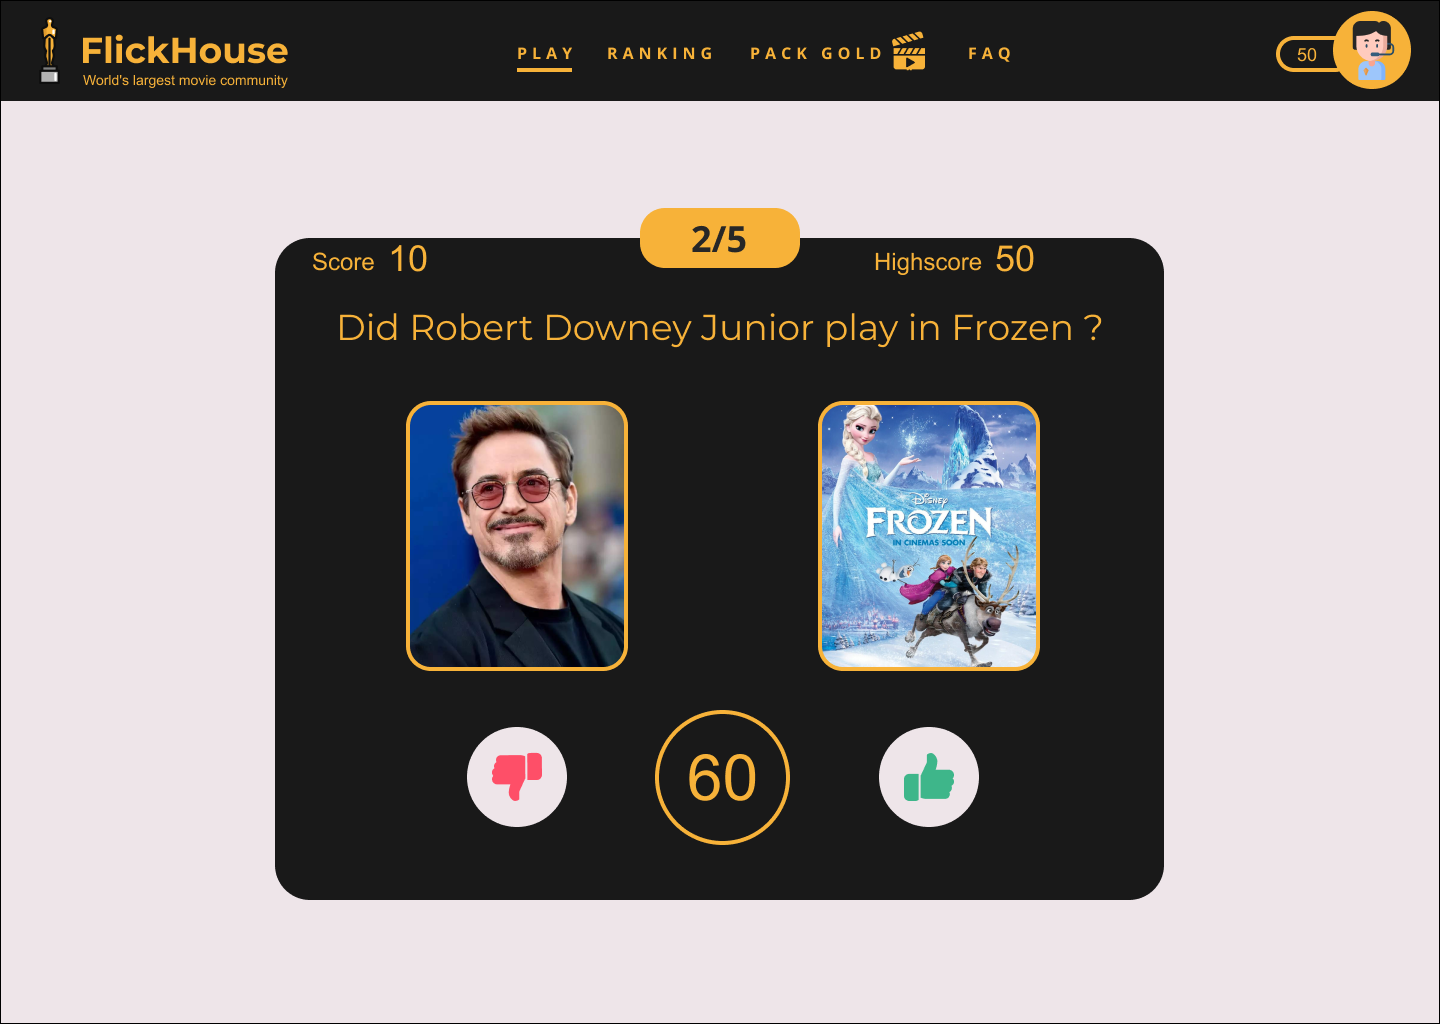 FlickHouse
World's largest movie community
PLAY
RANKING
PACK GOLD
FAQ
50
2/5
Score 10
Highscore 50
Did Robert Downey Junior play in Frozen ?
DISNEY
FROZEN
IN CINEMAS SOON
60